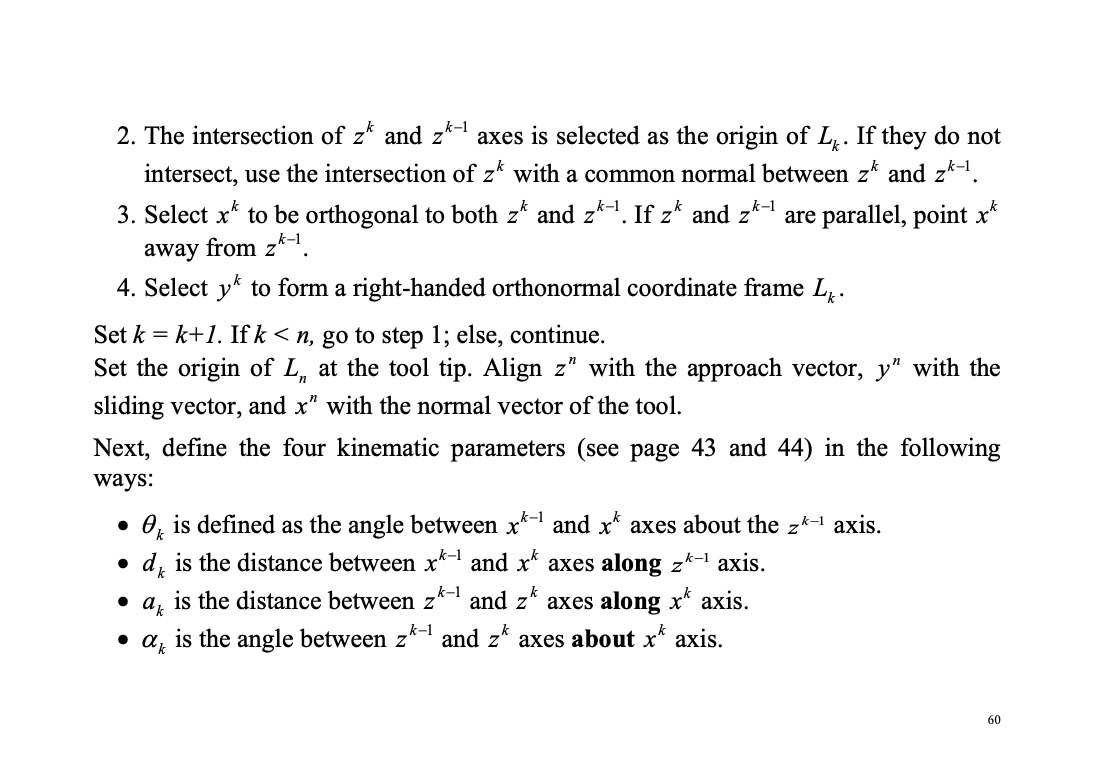 2. The intersection of z^k and z^{k−1} axes is selected as the origin of L_k. If they do not
intersect, use the intersection of z^k with a common normal between z^k and z^{k−1}.
3. Select x^k to be orthogonal to both z^k and z^{k−1}. If z^k and z^{k−1} are parallel, point x^k
away from z^{k−1}.
4. Select y^k to form a right-handed orthonormal coordinate frame L_k.
Set k = k+1. If k < n, go to step 1; else, continue.
Set the origin of L_n at the tool tip. Align z^n with the approach vector, y^n with the
sliding vector, and x^n with the normal vector of the tool.
Next, define the four kinematic parameters (see page 43 and 44) in the following
ways:
• θ_k is defined as the angle between x^{k−1} and x^k axes about the z^{k−1} axis.
• d_k is the distance between x^{k−1} and x^k axes along z^{k−1} axis.
• a_k is the distance between z^{k−1} and z^k axes along x^k axis.
• α_k is the angle between z^{k−1} and z^k axes about x^k axis.
60